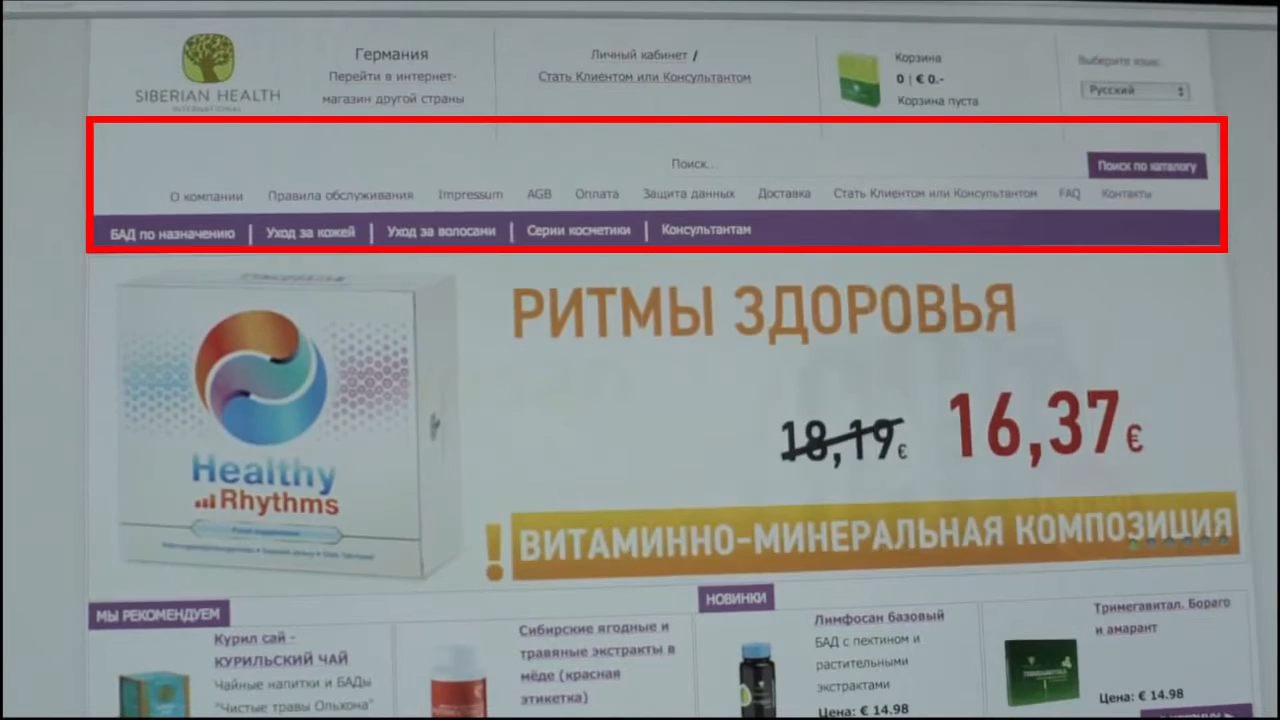 SIBERIAN HEALTH
INTERNATIONAL
Германия
Перейти в интернет-
магазин другой страны
Личный кабинет /
Стать Клиентом или Консультантом
Корзина
0 | € 0.-
Корзина пуста
Выберите язык:
Русский
Поиск...
Поиск по каталогу
О компании Правила обслуживания Impressum AGB Оплата Защита данных Доставка Стать Клиентом или Консультантом FAQ Контакты
БАД по назначению | Уход за кожей | Уход за волосами | Серии косметики | Консультантам
Healthy
Rhythms
РИТМЫ ЗДОРОВЬЯ
18,19 €
16,37 €
! ВИТАМИННО-МИНЕРАЛЬНАЯ КОМПОЗИЦИЯ
МЫ РЕКОМЕНДУЕМ
Курил сай -
КУРИЛЬСКИЙ ЧАЙ
Чайные напитки и БАДы
"Чистые травы Ольхона"
Сибирские ягодные и
травяные экстракты в
мёде (красная
этикетка)
НОВИНКИ
Лимфосан базовый
БАД с пектином и
растительными
экстрактами
Цена: € 14.98
Тримегавитал. Бораго
и амарант
Цена: € 14.98